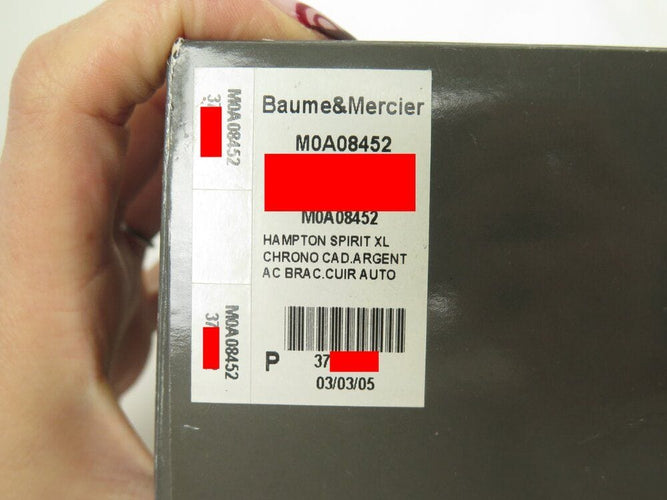 Baume&Mercier
M0A08452
M0A08452
HAMPTON SPIRIT XL
CHRONO CAD.ARGENT
AC BRAC.CUIR AUTO
P
37
03/03/05
M0A08452
M0A08452
37